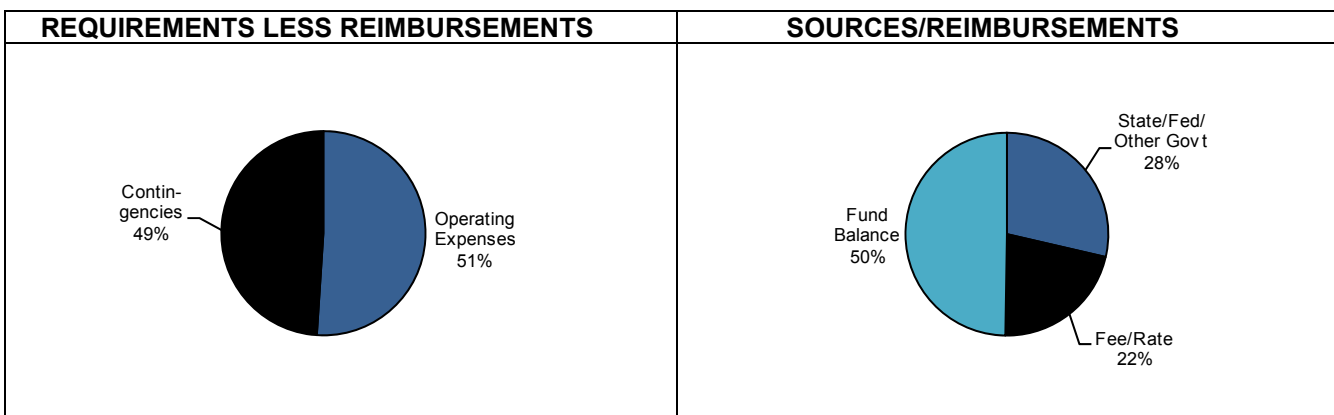 REQUIREMENTS LESS REIMBURSEMENTS
SOURCES/REIMBURSEMENTS
Contin-
gencies
49%
Operating
Expenses
51%
State/Fed/
Other Govt
28%
Fund
Balance
50%
Fee/Rate
22%